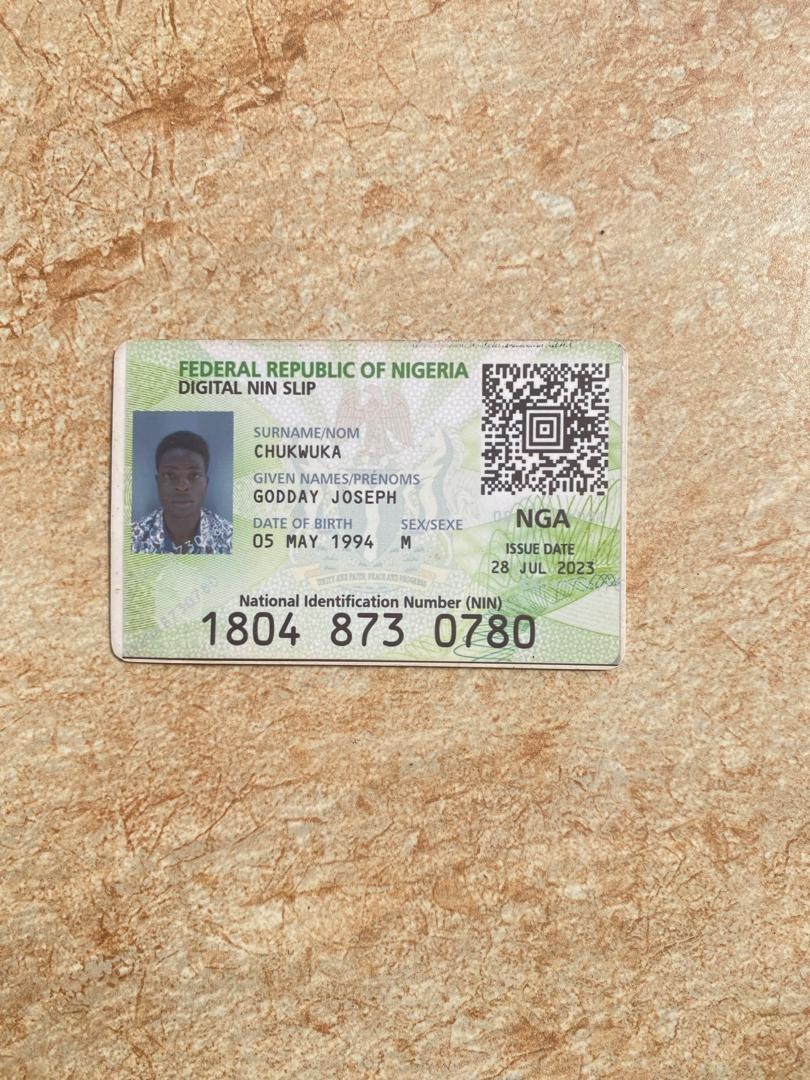 FEDERAL REPUBLIC OF NIGERIA
DIGITAL NIN SLIP
SURNAME/NOM
CHUKWUKA
GIVEN NAMES/PRÉNOMS
GODDAY JOSEPH
DATE OF BIRTH SEX/SEXE
05 MAY 1994 M
NGA
ISSUE DATE
28 JUL 2023
UNITY AND FAITH, PEACE AND PROGRESS
National Identification Number (NIN)
1804 873 0780